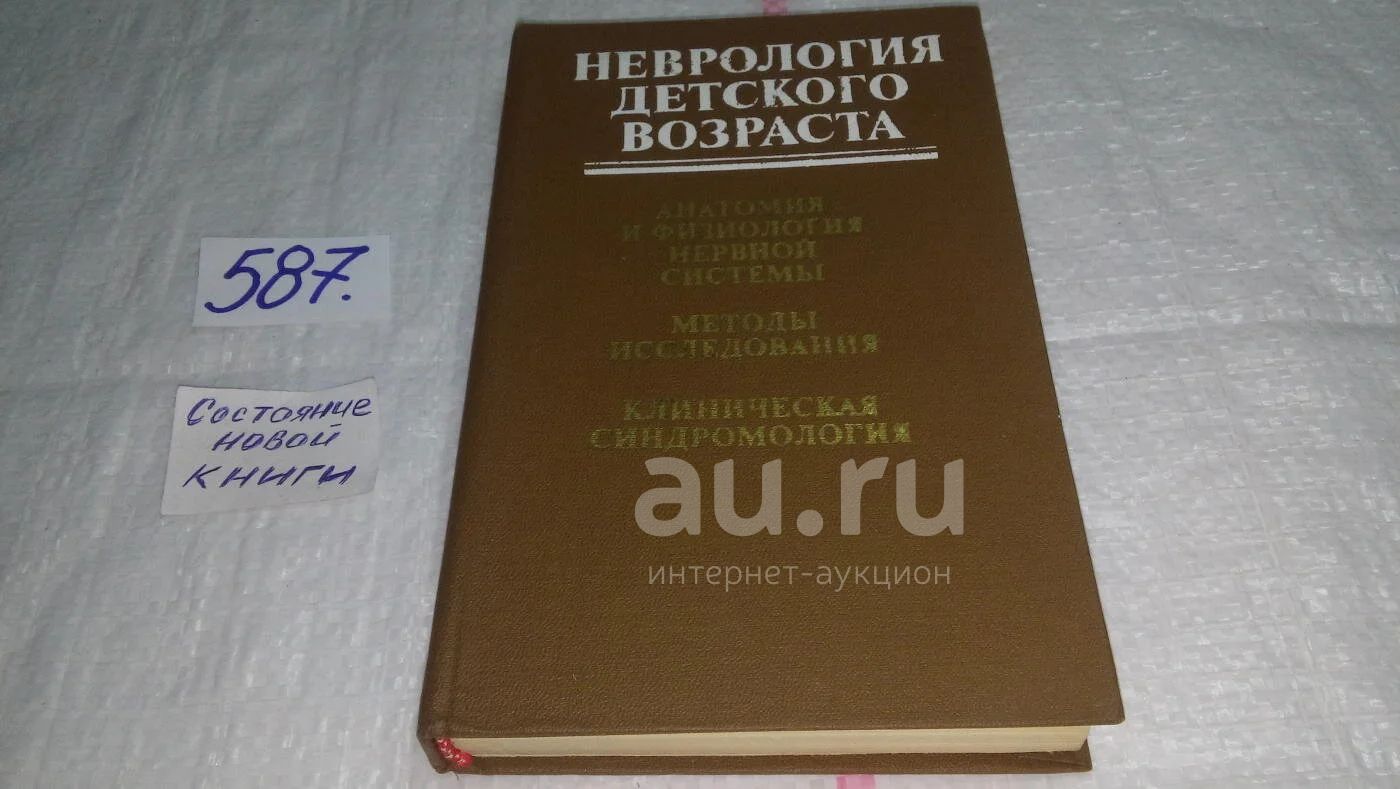 НЕВРОЛОГИЯ
ДЕТСКОГО
ВОЗРАСТА
АНАТОМИЯ
И ФИЗИОЛОГИЯ
НЕРВНОЙ
СИСТЕМЫ
МЕТОДЫ
ИССЛЕДОВАНИЯ
КЛИНИЧЕСКАЯ
СИНДРОМОЛОГИЯ
587.
Состояние
новой
книги
au.ru
интернет-аукцион